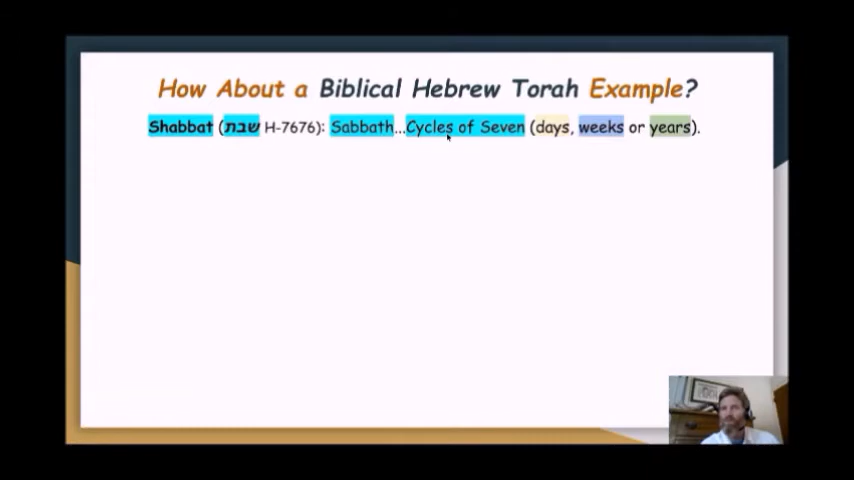 How About a Biblical Hebrew Torah Example?
Shabbat (שבת H-7676): Sabbath...Cycles of Seven (days, weeks or years).